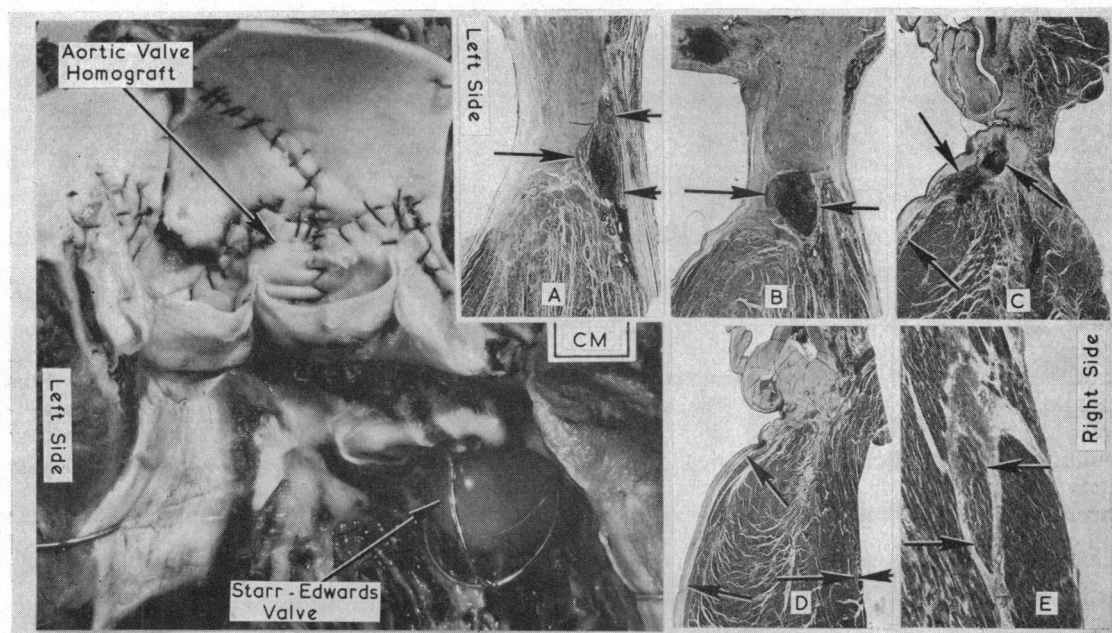 Aortic Valve
Homograft
Left Side
Left Side
A
B
C
CM
Starr-Edwards
Valve
D
E
Right Side